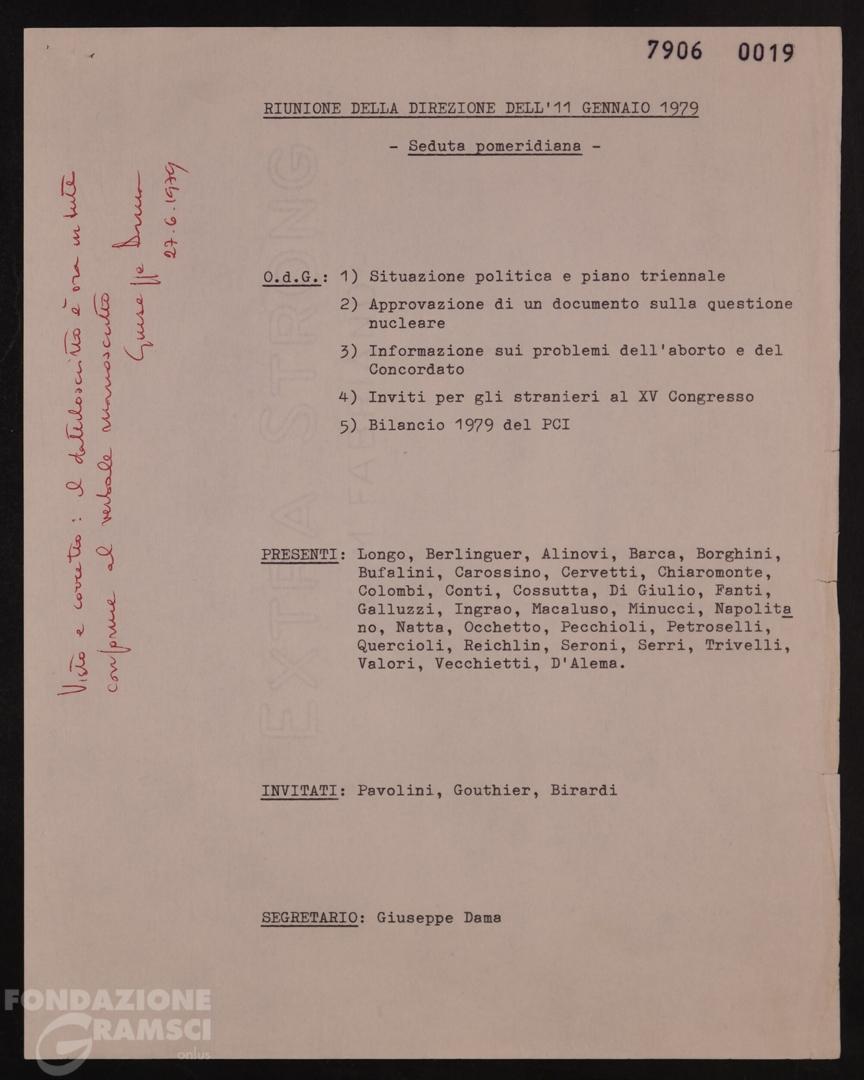 7906 0019
RIUNIONE DELLA DIREZIONE DELL'11 GENNAIO 1979
- Seduta pomeridiana -
O.d.G.: 1) Situazione politica e piano triennale
2) Approvazione di un documento sulla questione
nucleare
3) Informazione sui problemi dell'aborto e del
Concordato
4) Inviti per gli stranieri al XV Congresso
5) Bilancio 1979 del PCI
PRESENTI: Longo, Berlinguer, Alinovi, Barca, Borghini,
Bufalini, Carossino, Cervetti, Chiaromonte,
Colombi, Conti, Cossutta, Di Giulio, Fanti,
Galluzzi, Ingrao, Macaluso, Minucci, Napolita
no, Natta, Occhetto, Pecchioli, Petroselli,
Quercioli, Reichlin, Seroni, Serri, Trivelli,
Valori, Vecchietti, D'Alema.
INVITATI: Pavolini, Gouthier, Birardi
SEGRETARIO: Giuseppe Dama
Visto e corretto: il dattiloscritto è ora in tutto
conforme al verbale manoscritto
Giuseppe Dama
27.6.1979
EXTRA STRONG
FONDAZIONE
GRAMSCI
onlus